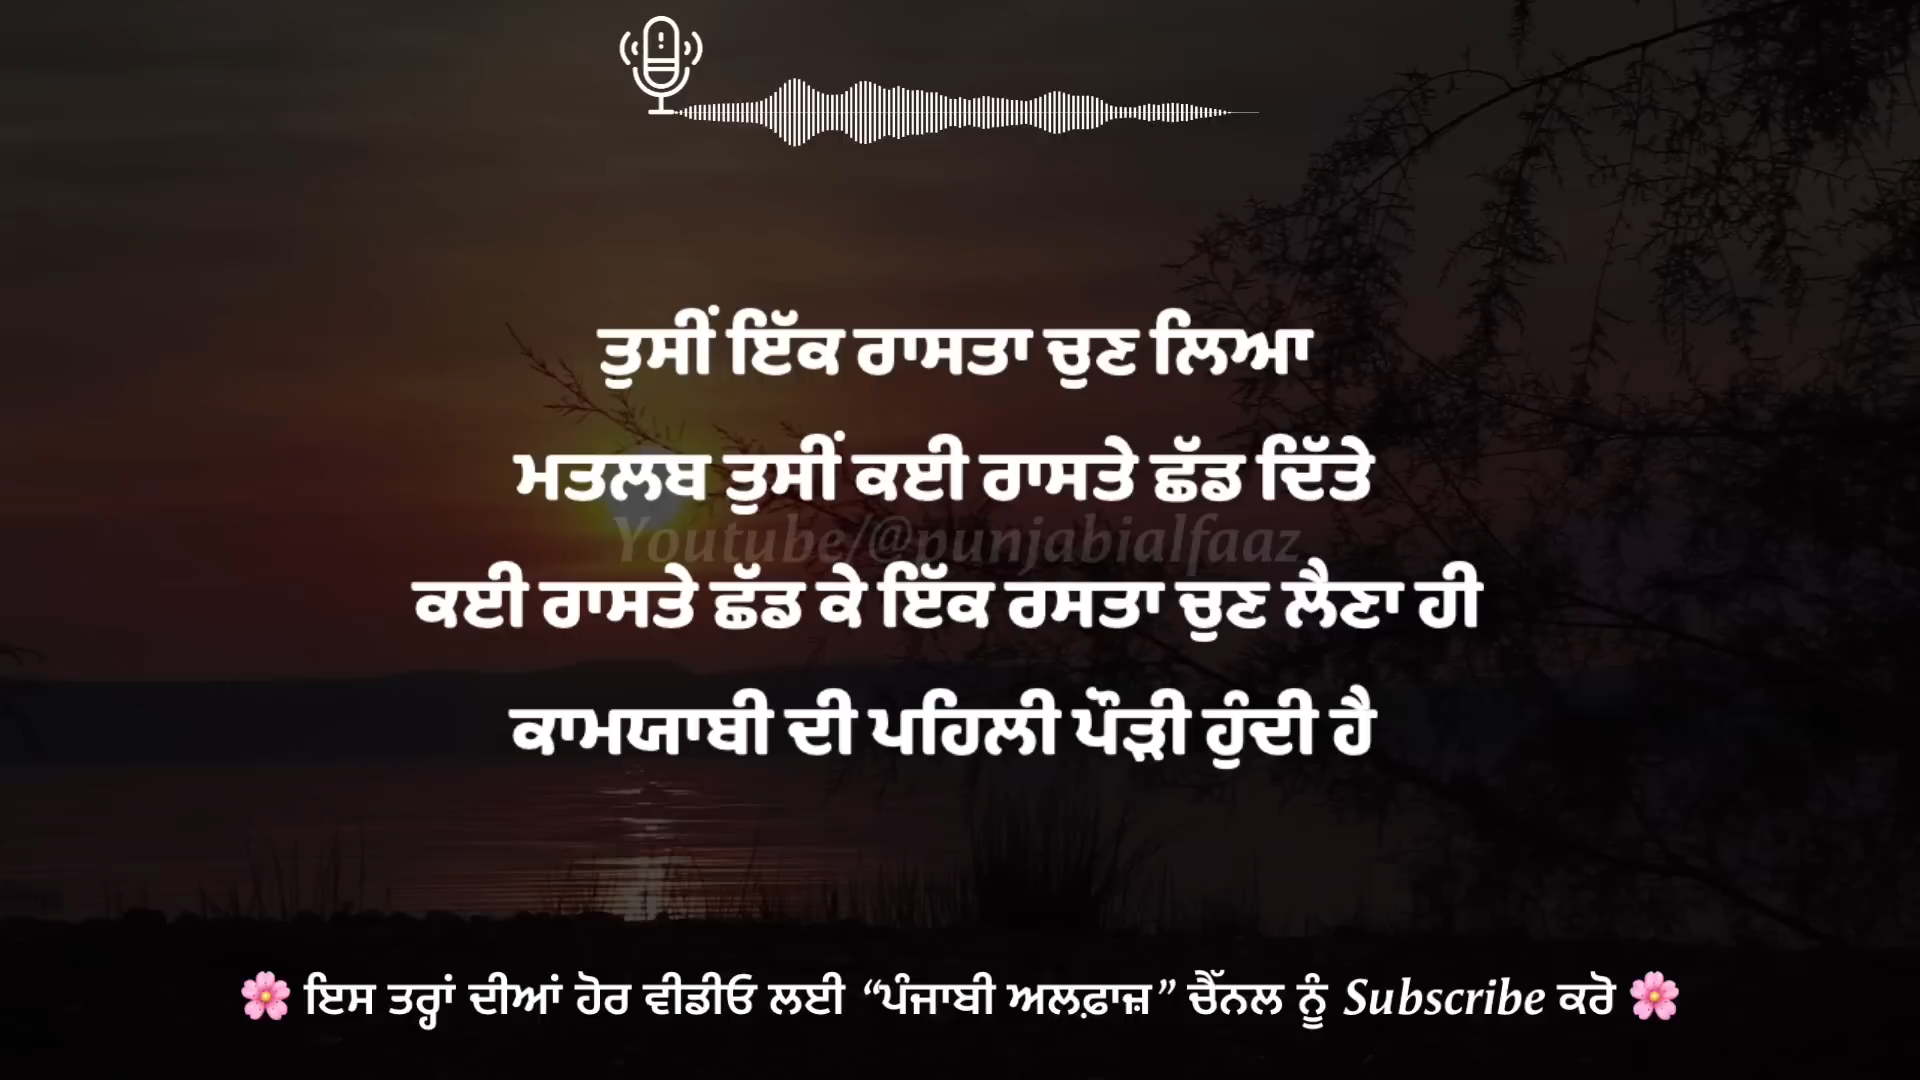 ਤੁਸੀਂ ਇੱਕ ਰਾਸਤਾ ਚੁਣ ਲਿਆ
ਮਤਲਬ ਤੁਸੀਂ ਕਈ ਰਾਸਤੇ ਛੱਡ ਦਿੱਤੇ
Youtube/@punjabialfaaz
ਕਈ ਰਾਸਤੇ ਛੱਡ ਕੇ ਇੱਕ ਰਸਤਾ ਚੁਣ ਲੈਣਾ ਹੀ
ਕਾਮਯਾਬੀ ਦੀ ਪਹਿਲੀ ਪੌੜੀ ਹੁੰਦੀ ਹੈ
🌸 ਇਸ ਤਰ੍ਹਾਂ ਦੀਆਂ ਹੋਰ ਵੀਡੀਓ ਲਈ “ਪੰਜਾਬੀ ਅਲਫ਼ਾਜ਼” ਚੈੱਨਲ ਨੂੰ Subscribe ਕਰੋ 🌸